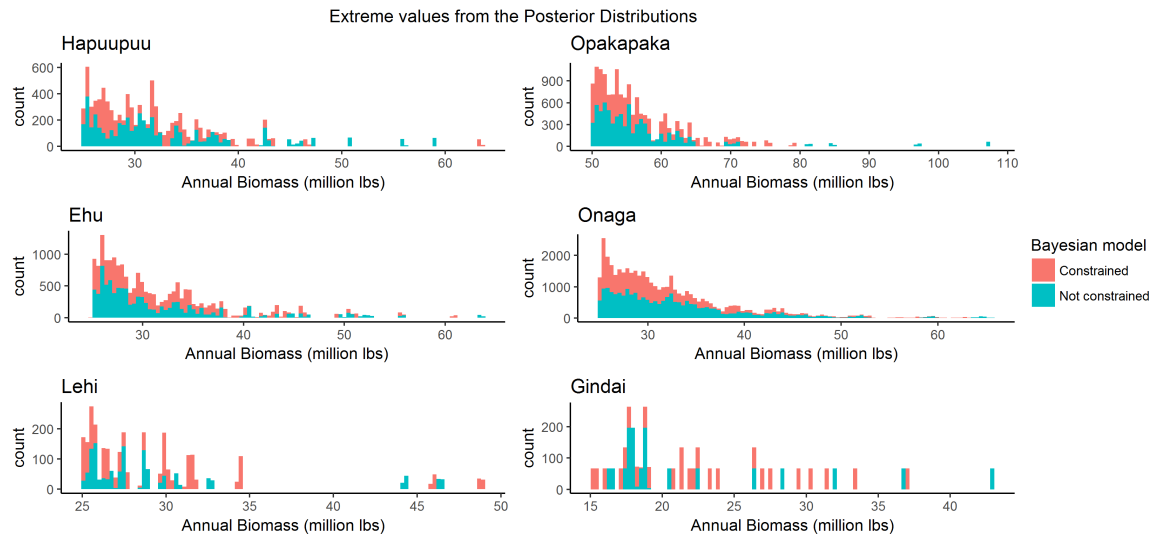 Extreme values from the Posterior Distributions
Hapuupuu
600
400
200
0
count
30 40 50 60
Annual Biomass (million lbs)
Opakapaka
900
600
300
0
count
50 60 70 80 90 100 110
Annual Biomass (million lbs)
Ehu
1000
500
0
count
30 40 50 60
Annual Biomass (million lbs)
Onaga
2000
1000
0
count
30 40 50 60
Annual Biomass (million lbs)
Bayesian model
Constrained
Not constrained
Lehi
200
100
0
count
25 30 35 40 45 50
Annual Biomass (million lbs)
Gindai
200
100
0
count
15 20 25 30 35 40
Annual Biomass (million lbs)